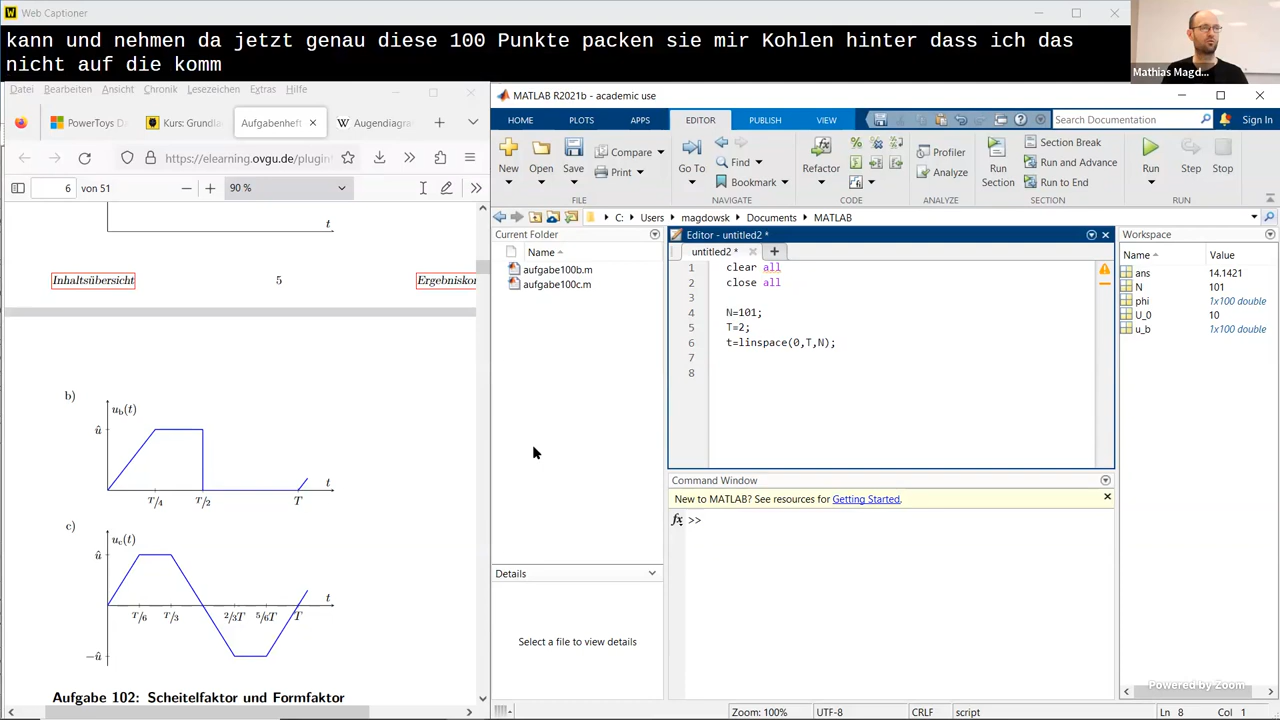 Web Captioner
kann und nehmen da jetzt genau diese 100 Punkte packen sie mir Kohlen hinter dass ich das
nicht auf die komm
Mathias Magd...
Datei Bearbeiten Ansicht Chronik Lesezeichen Extras Hilfe
PowerToys D
Kurs: Grundla
Aufgabenheft
Augendiagra
https://elearning.ovgu.de/plugin
6 von 51
90 %
t
Inhaltsübersicht 5 Ergebniskon
b)
u_b(t)
û
t
T/4 T/2 T
c)
u_c(t)
û
t
T/6 T/3 2/3T 5/6T T
−û
Aufgabe 102: Scheitelfaktor und Formfaktor
MATLAB R2021b - academic use
HOME PLOTS APPS EDITOR PUBLISH VIEW
Search Documentation
Sign In
New Open Save
Compare
Print
FILE
Go To
Find
Bookmark
NAVIGATE
Refactor
CODE
Profiler
Analyze
ANALYZE
Run
Section
Section Break
Run and Advance
Run to End
SECTION
Run Step Stop
RUN
C: Users magdowsk Documents MATLAB
Current Folder
Name
aufgabe100b.m
aufgabe100c.m
Details
Select a file to view details
Editor - untitled2 *
untitled2 *
1 clear all
2 close all
3
4 N=101;
5 T=2;
6 t=linspace(0,T,N);
7
8
Command Window
New to MATLAB? See resources for Getting Started.
fx >>
Workspace
Name Value
ans 14.1421
N 101
phi 1x100 double
U_0 10
u_b 1x100 double
Powered by Zoom
Zoom: 100% UTF-8 CRLF script Ln 8 Col 1